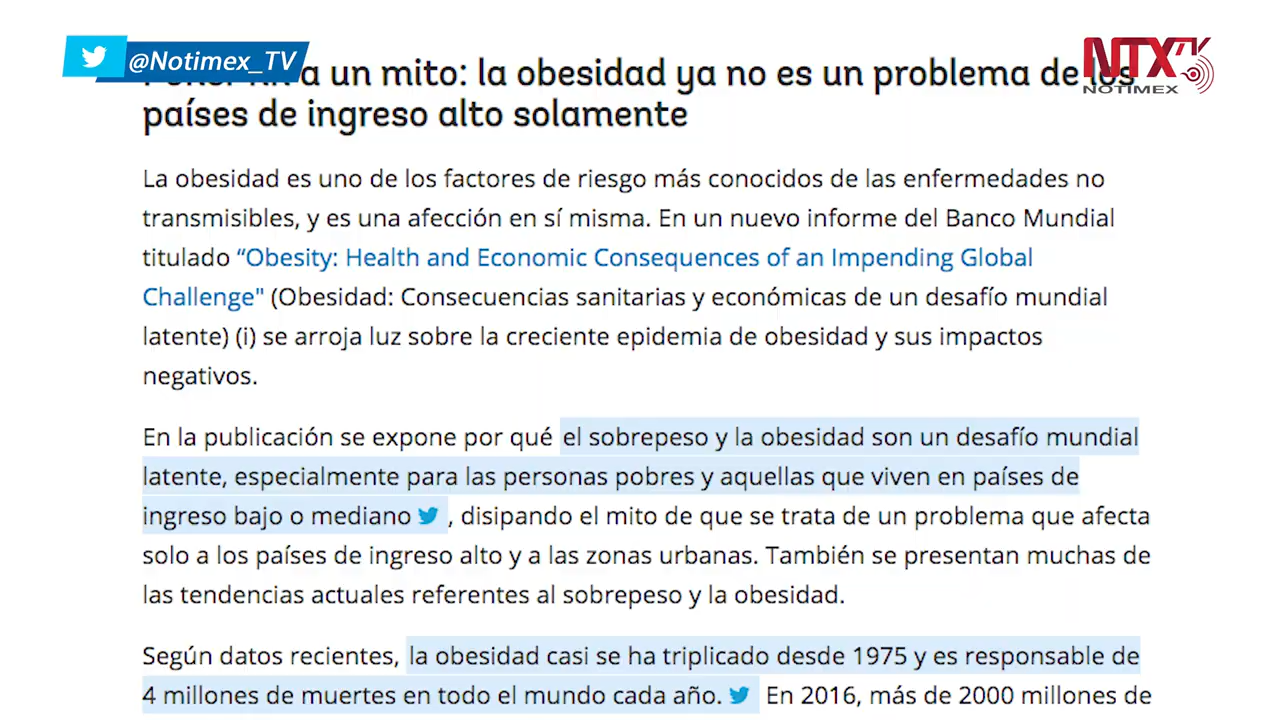 @Notimex_TV
NTX
NOTIMEX
a un mito: la obesidad ya no es un problema de los
países de ingreso alto solamente
La obesidad es uno de los factores de riesgo más conocidos de las enfermedades no
transmisibles, y es una afección en sí misma. En un nuevo informe del Banco Mundial
titulado “Obesity: Health and Economic Consequences of an Impending Global
Challenge" (Obesidad: Consecuencias sanitarias y económicas de un desafío mundial
latente) (i) se arroja luz sobre la creciente epidemia de obesidad y sus impactos
negativos.
En la publicación se expone por qué el sobrepeso y la obesidad son un desafío mundial
latente, especialmente para las personas pobres y aquellas que viven en países de
ingreso bajo o mediano , disipando el mito de que se trata de un problema que afecta
solo a los países de ingreso alto y a las zonas urbanas. También se presentan muchas de
las tendencias actuales referentes al sobrepeso y la obesidad.
Según datos recientes, la obesidad casi se ha triplicado desde 1975 y es responsable de
4 millones de muertes en todo el mundo cada año. En 2016, más de 2000 millones de